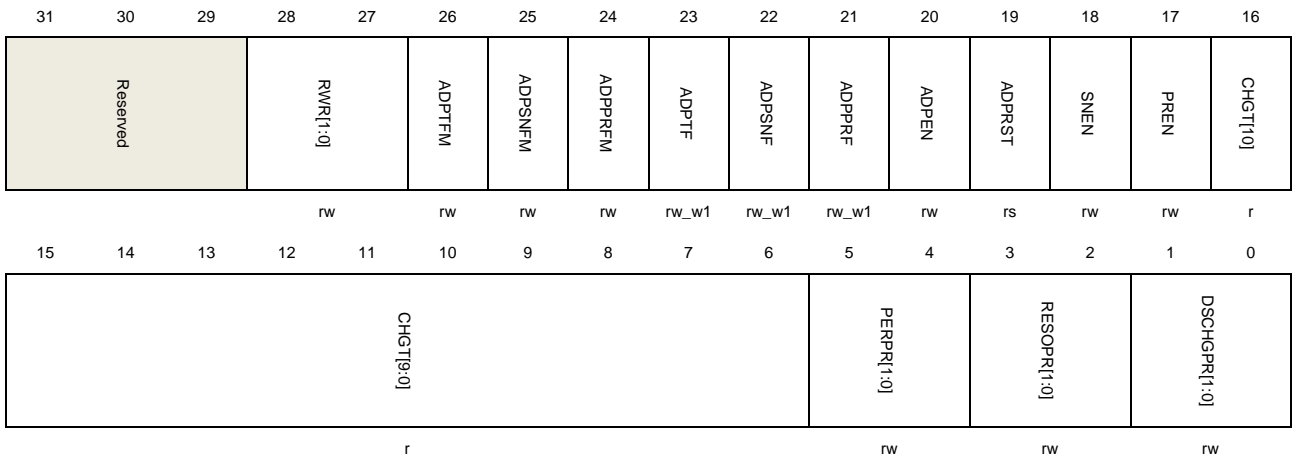 31 30 29 28 27 26 25 24 23 22 21 20 19 18 17 16
Reserved RWR[1:0] ADPTFM ADPSNFM ADPPRFM ADPTF ADPSNF ADPPRF ADPEN ADPRST SNEN PREN CHGT[10]
rw rw rw rw rw_w1 rw_w1 rw_w1 rw rs rw rw r
15 14 13 12 11 10 9 8 7 6 5 4 3 2 1 0
CHGT[9:0] PERPR[1:0] RESOPR[1:0] DSCHGPR[1:0]
r rw rw rw